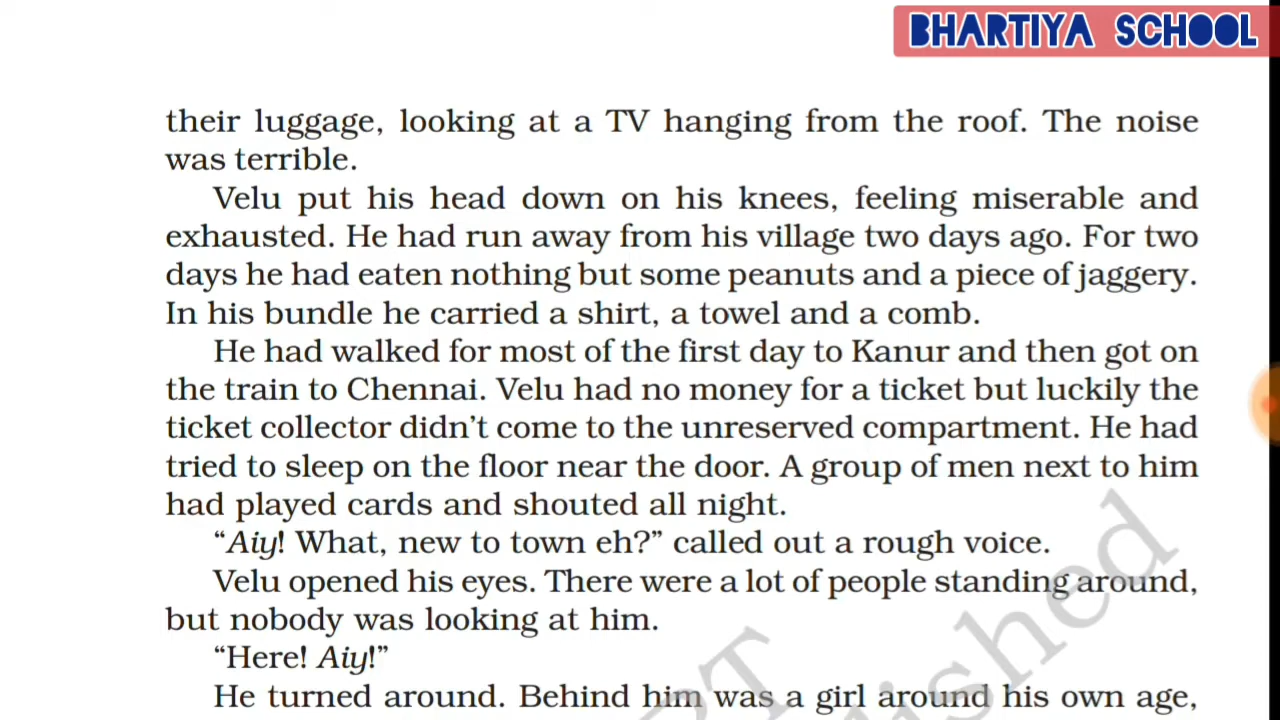 BHARTIYA SCHOOL
their luggage, looking at a TV hanging from the roof. The noise
was terrible.
Velu put his head down on his knees, feeling miserable and
exhausted. He had run away from his village two days ago. For two
days he had eaten nothing but some peanuts and a piece of jaggery.
In his bundle he carried a shirt, a towel and a comb.
He had walked for most of the first day to Kanur and then got on
the train to Chennai. Velu had no money for a ticket but luckily the
ticket collector didn’t come to the unreserved compartment. He had
tried to sleep on the floor near the door. A group of men next to him
had played cards and shouted all night.
“Aiy! What, new to town eh?” called out a rough voice.
Velu opened his eyes. There were a lot of people standing around,
but nobody was looking at him.
“Here! Aiy!”
He turned around. Behind him was a girl around his own age,